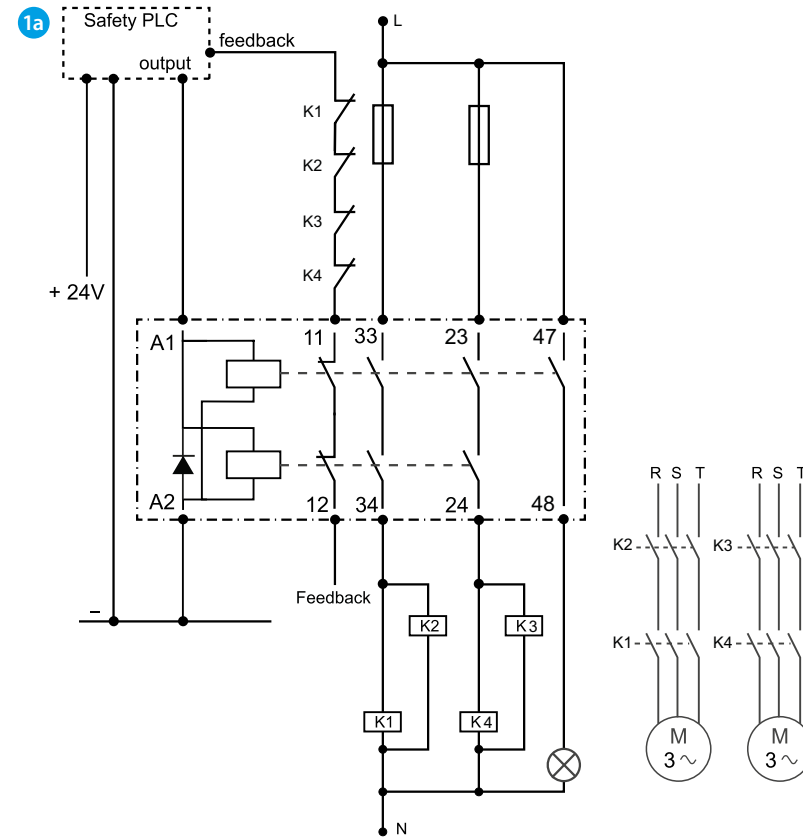 1a
Safety PLC
L
feedback
output
K1
K2
K3
K4
+ 24V
A1
11
33
23
47
A2
12
34
24
48
R S T
R S T
K2
K3
Feedback
–
K2
K3
K1
K4
K1
K4
M
3
M
3
N